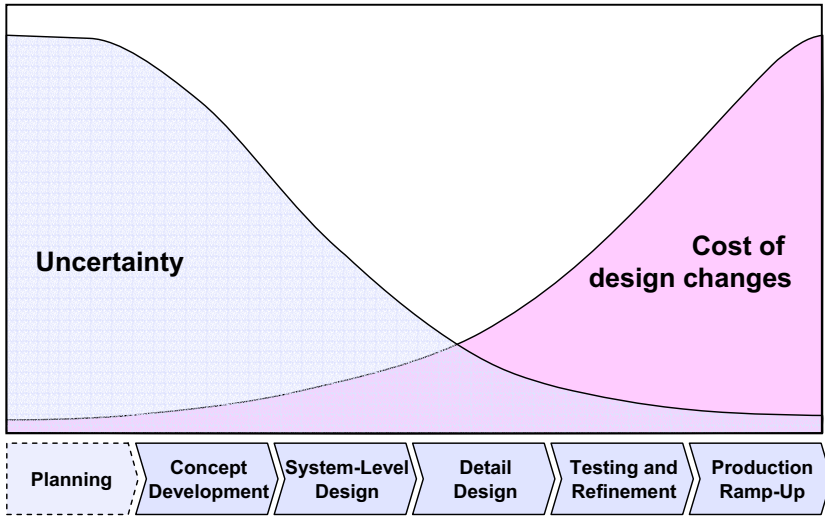 Uncertainty
Cost of
design changes
Planning
Concept
Development
System-Level
Design
Detail
Design
Testing and
Refinement
Production
Ramp-Up